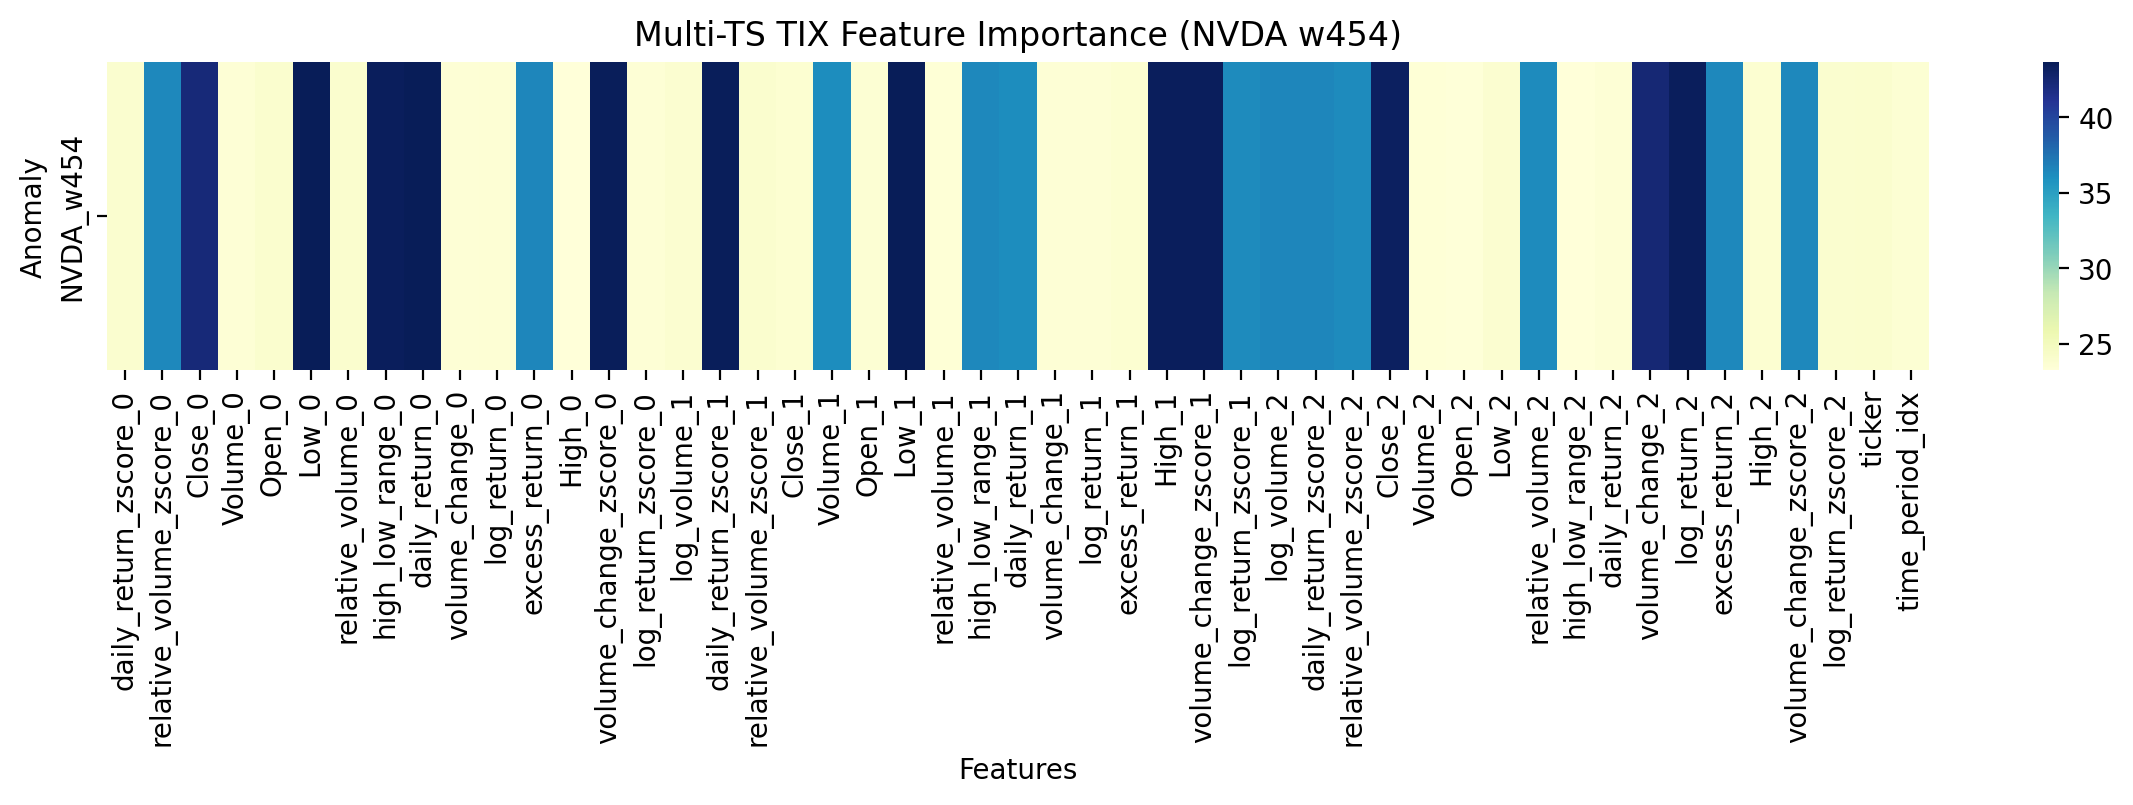 Multi-TS TIX Feature Importance (NVDA w454)
Anomaly
NVDA_w454
40
35
30
25
daily_return_zscore_0
relative_volume_zscore_0
Close_0
Volume_0
Open_0
Low_0
relative_volume_0
high_low_range_0
daily_return_0
volume_change_0
log_return_0
excess_return_0
High_0
volume_change_zscore_0
log_return_zscore_0
log_volume_1
daily_return_zscore_1
relative_volume_zscore_1
Close_1
Volume_1
Open_1
Low_1
relative_volume_1
high_low_range_1
daily_return_1
volume_change_1
log_return_1
excess_return_1
High_1
volume_change_zscore_1
log_return_zscore_1
log_volume_2
daily_return_zscore_2
relative_volume_zscore_2
Close_2
Volume_2
Open_2
Low_2
relative_volume_2
high_low_range_2
daily_return_2
volume_change_2
log_return_2
excess_return_2
High_2
volume_change_zscore_2
log_return_zscore_2
ticker
time_period_idx
Features